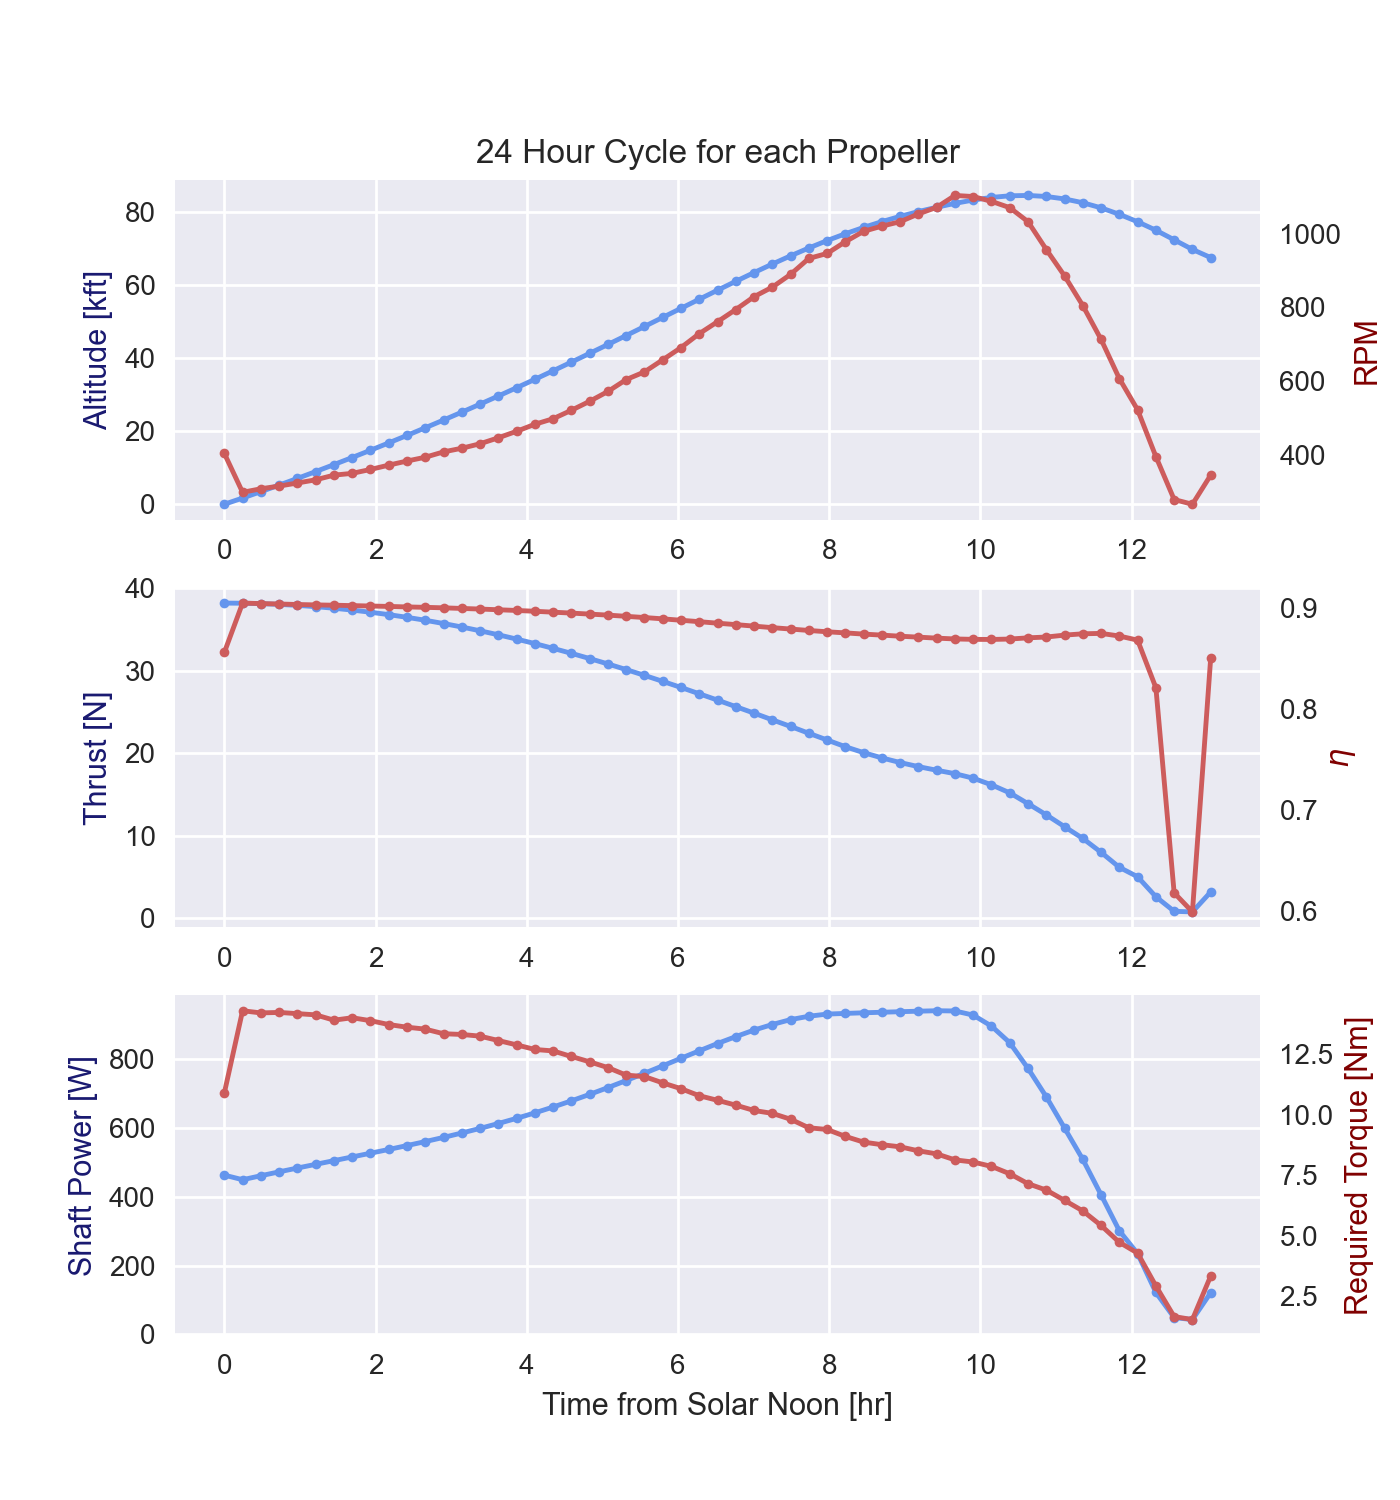 24 Hour Cycle for each Propeller
80
60
40
20
0
Altitude [kft]
1000
800
600
400
RPM
0 2 4 6 8 10 12
40
30
20
10
0
Thrust [N]
0.9
0.8
0.7
0.6
η
0 2 4 6 8 10 12
800
600
400
200
0
Shaft Power [W]
12.5
10.0
7.5
5.0
2.5
Required Torque [Nm]
0 2 4 6 8 10 12
Time from Solar Noon [hr]